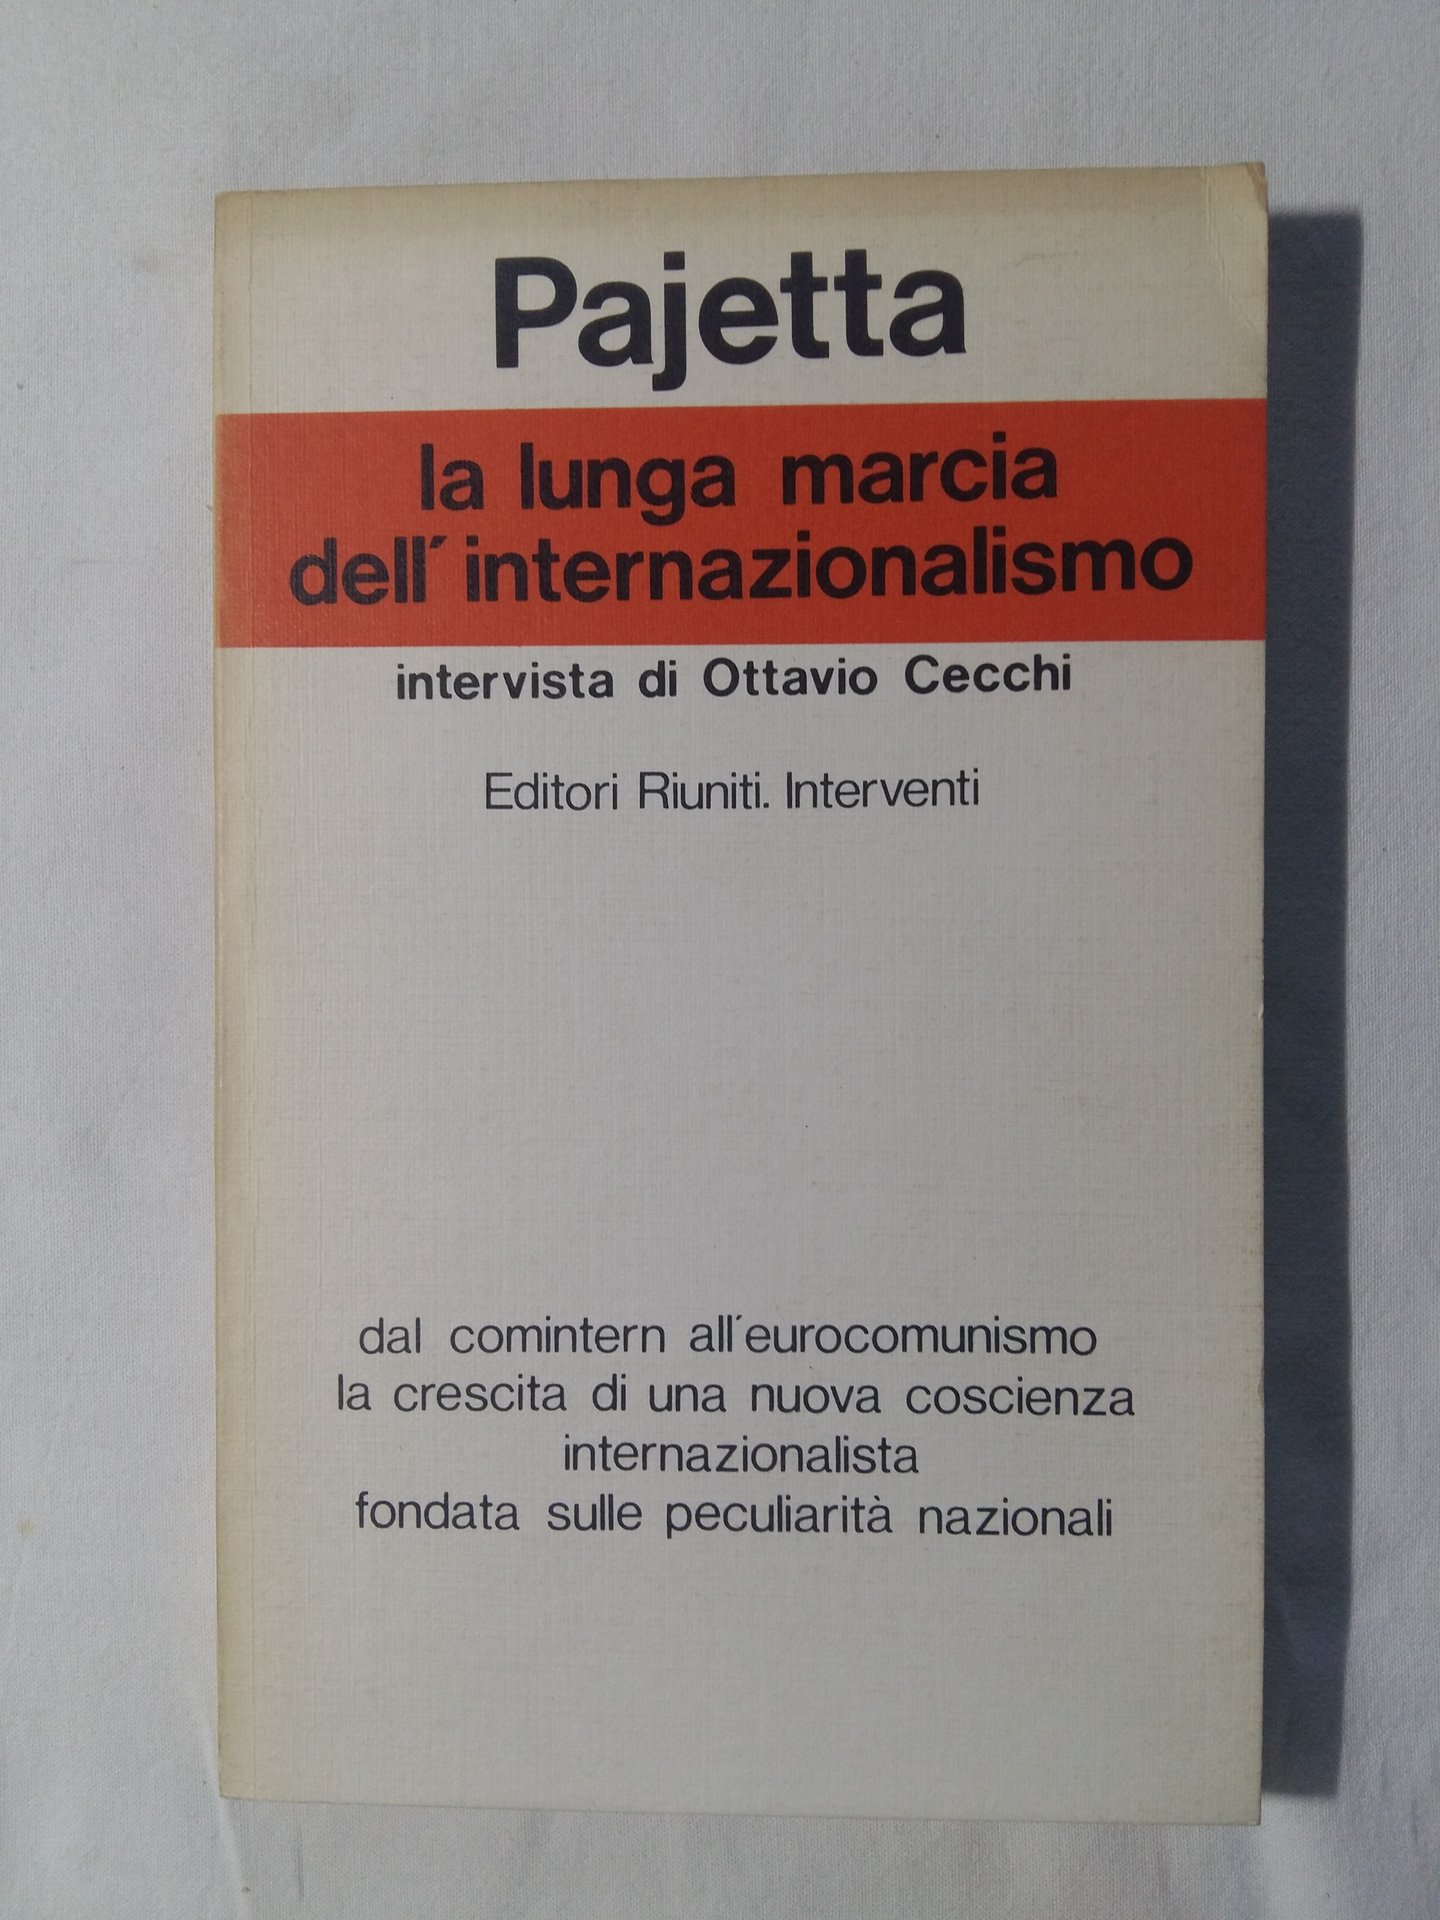 Pajetta
la lunga marcia
dell'internazionalismo
intervista di Ottavio Cecchi
Editori Riuniti. Interventi
dal comintern all'eurocomunismo
la crescita di una nuova coscienza
internazionalista
fondata sulle peculiarità nazionali